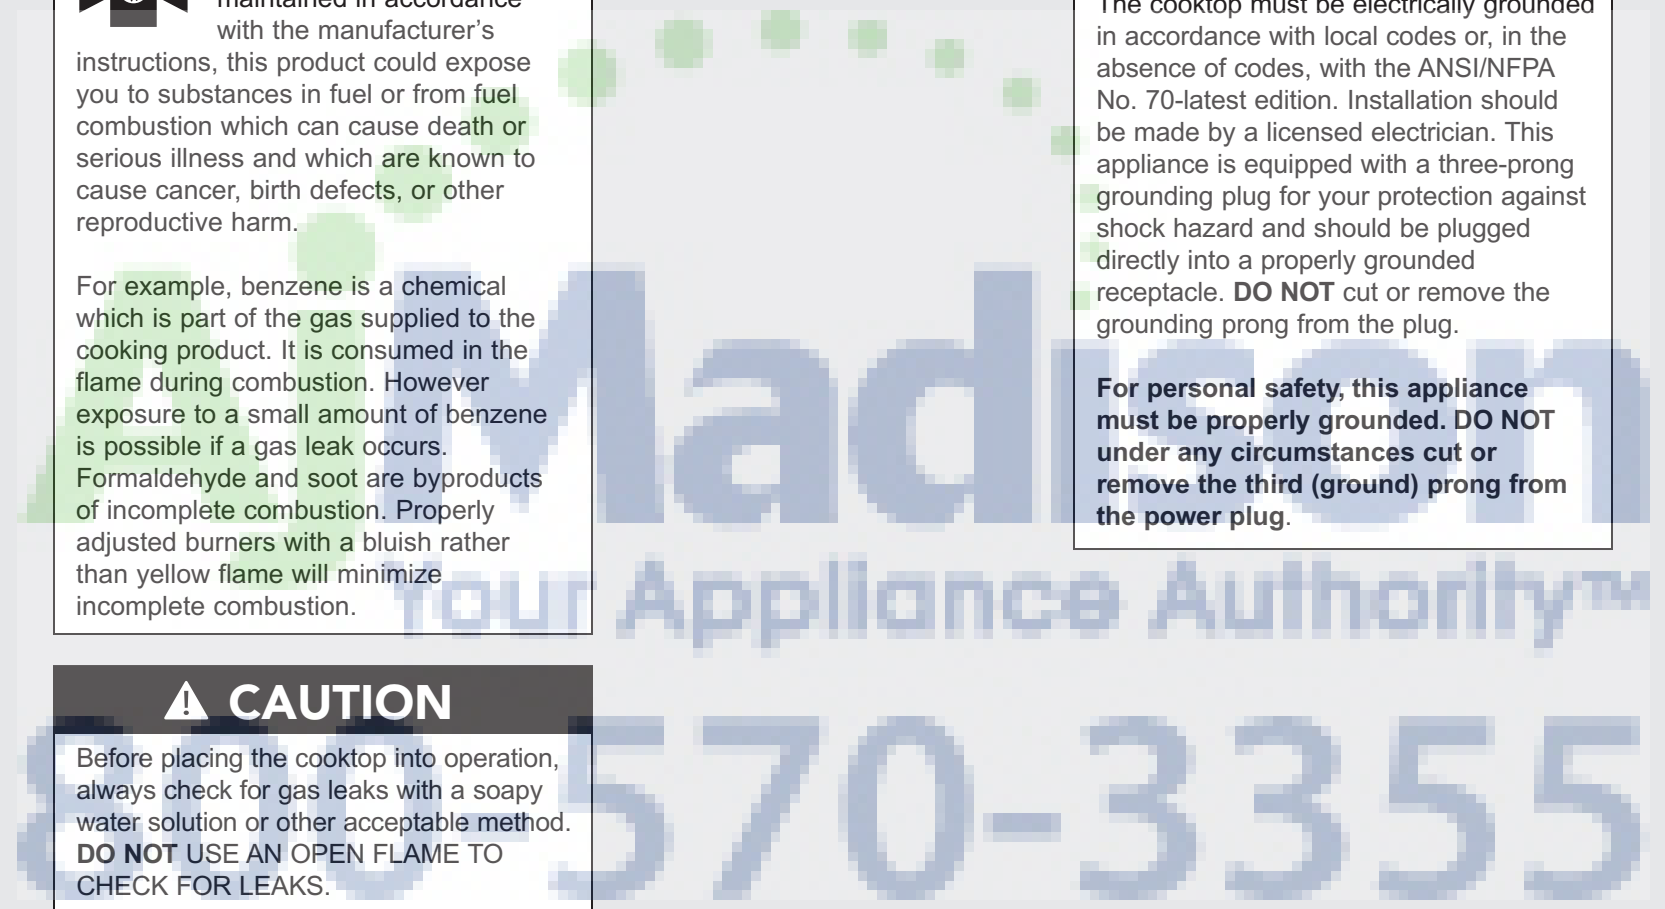 maintained in accordance
with the manufacturer's
instructions, this product could expose
you to substances in fuel or from fuel
combustion which can cause death or
serious illness and which are known to
cause cancer, birth defects, or other
reproductive harm.
For example, benzene is a chemical
which is part of the gas supplied to the
cooking product. It is consumed in the
flame during combustion. However
exposure to a small amount of benzene
is possible if a gas leak occurs.
Formaldehyde and soot are byproducts
of incomplete combustion. Properly
adjusted burners with a bluish rather
than yellow flame will minimize
incomplete combustion.
CAUTION
Before placing the cooktop into operation,
always check for gas leaks with a soapy
water solution or other acceptable method.
DO NOT USE AN OPEN FLAME TO
CHECK FOR LEAKS.
The cooktop must be electrically grounded
in accordance with local codes or, in the
absence of codes, with the ANSI/NFPA
No. 70-latest edition. Installation should
be made by a licensed electrician. This
appliance is equipped with a three-prong
grounding plug for your protection against
shock hazard and should be plugged
directly into a properly grounded
receptacle. DO NOT cut or remove the
grounding prong from the plug.
For personal safety, this appliance
must be properly grounded. DO NOT
under any circumstances cut or
remove the third (ground) prong from
the power plug.
AjMadison
Your Appliance Authority™
800-570-3355